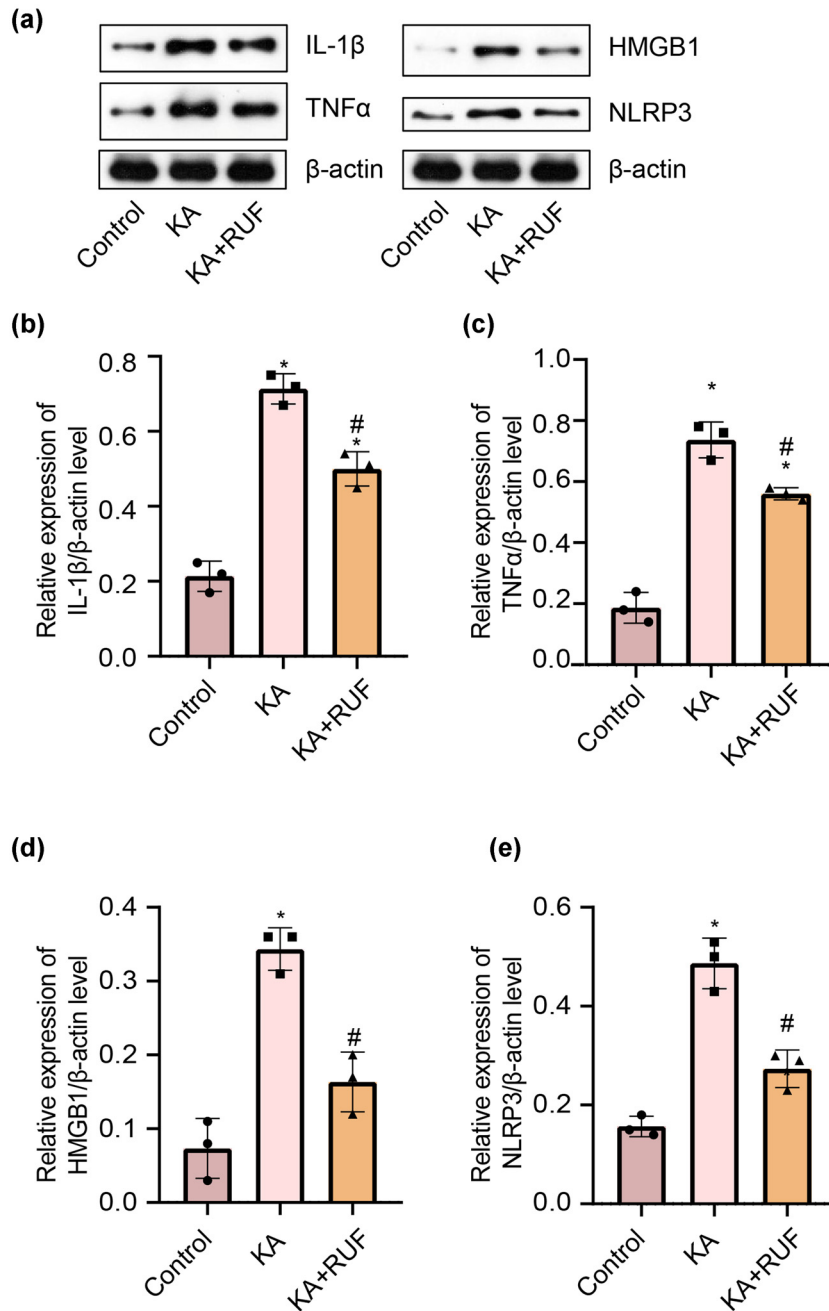 (a)
IL-1β
TNFα
β-actin
Control
KA
KA+RUF
HMGB1
NLRP3
β-actin
Control
KA
KA+RUF
(b)
Relative expression of
IL-1β/β-actin level
0.8
0.6
0.4
0.2
0.0
*
#
*
Control
KA
KA+RUF
(c)
Relative expression of
TNFα/β-actin level
1.0
0.8
0.6
0.4
0.2
0.0
*
#
*
Control
KA
KA+RUF
(d)
Relative expression of
HMGB1/β-actin level
0.4
0.3
0.2
0.1
0.0
*
#
Control
KA
KA+RUF
(e)
Relative expression of
NLRP3/β-actin level
0.6
0.4
0.2
0.0
*
#
Control
KA
KA+RUF